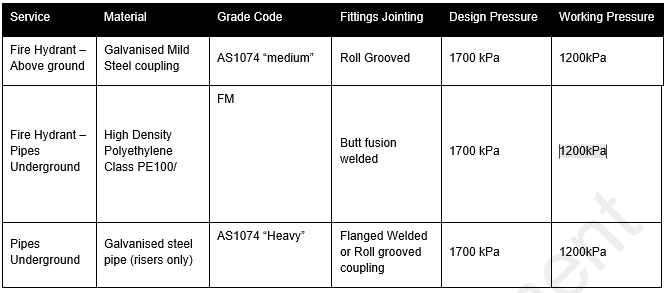 Service Material Grade Code Fittings Jointing Design Pressure Working Pressure
Fire Hydrant –
Above ground
Galvanised Mild
Steel coupling
AS1074 “medium”
Roll Grooved
1700 kPa
1200kPa
Fire Hydrant –
Pipes
Underground
High Density
Polyethylene
Class PE100/
FM
Butt fusion
welded
1700 kPa
1200kPa
Pipes
Underground
Galvanised steel
pipe (risers only)
AS1074 “Heavy”
Flanged Welded
or Roll grooved
coupling
1700 kPa
1200kPa